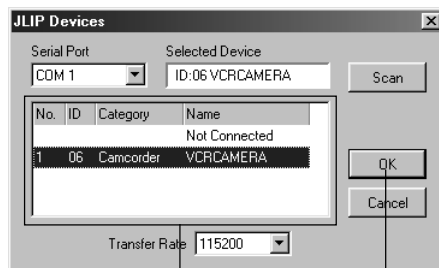 JLIP Devices
Serial Port Selected Device
COM 1 ID:06 VCRCAMERA Scan
No. ID Category Name
Not Connected
1 06 Camcorder VCRCAMERA
OK
Cancel
Transfer Rate 115200